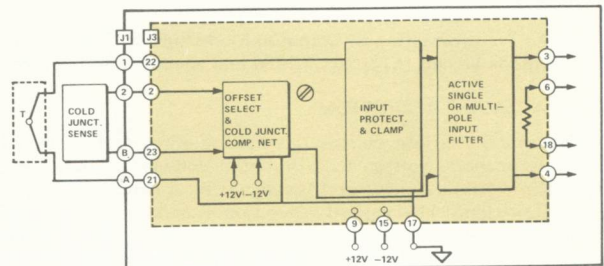 J1 J3
1 22
2 2
B 23
A 21
T
COLD
JUNCT.
SENSE
OFFSET
SELECT
&
COLD JUNCT.
COMP. NET
+12V -12V
INPUT
PROTECT.
& CLAMP
ACTIVE
SINGLE
OR MULTI-
POLE
INPUT
FILTER
3
6
18
4
9 15 17
+12V -12V